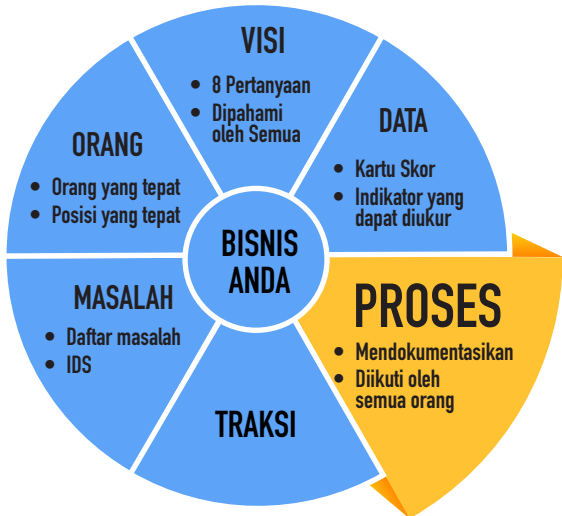 VISI
• 8 Pertanyaan
• Dipahami
oleh Semua
DATA
• Kartu Skor
• Indikator yang
dapat diukur
ORANG
• Orang yang tepat
• Posisi yang tepat
BISNIS
ANDA
MASALAH
• Daftar masalah
• IDS
PROSES
• Mendokumentasikan
• Diikuti oleh
semua orang
TRAKSI